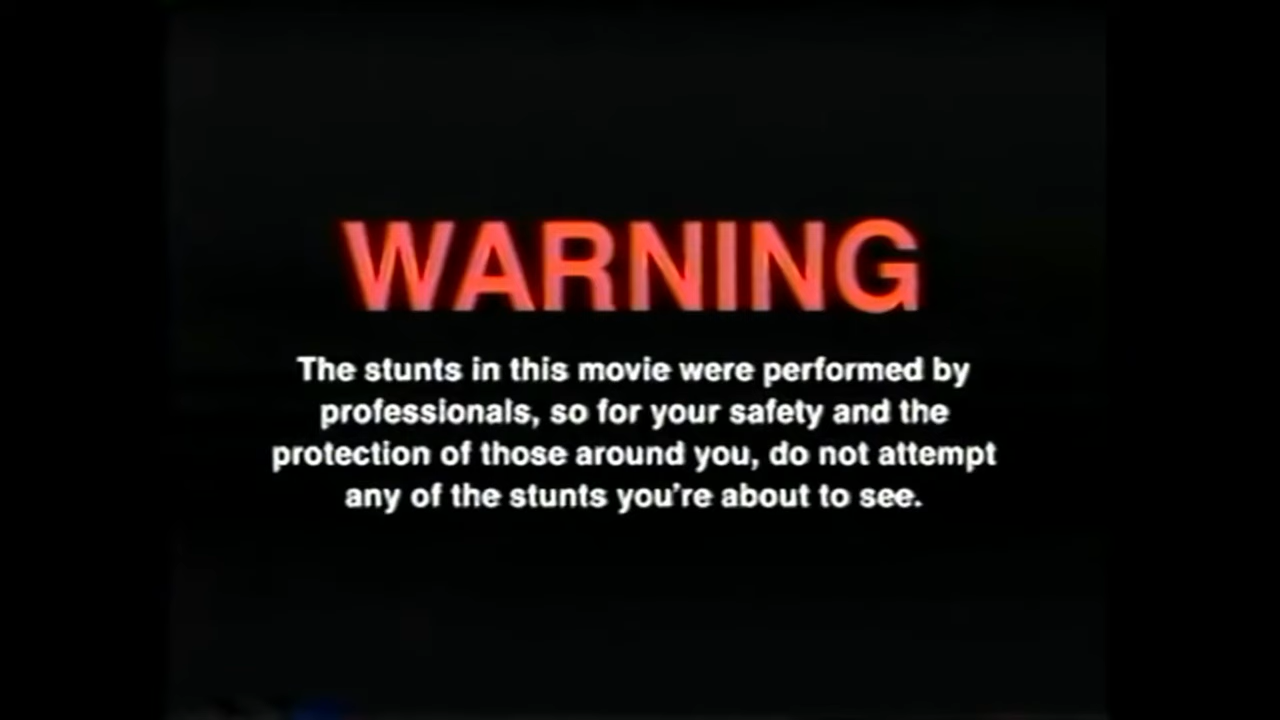 WARNING
The stunts in this movie were performed by
professionals, so for your safety and the
protection of those around you, do not attempt
any of the stunts you're about to see.